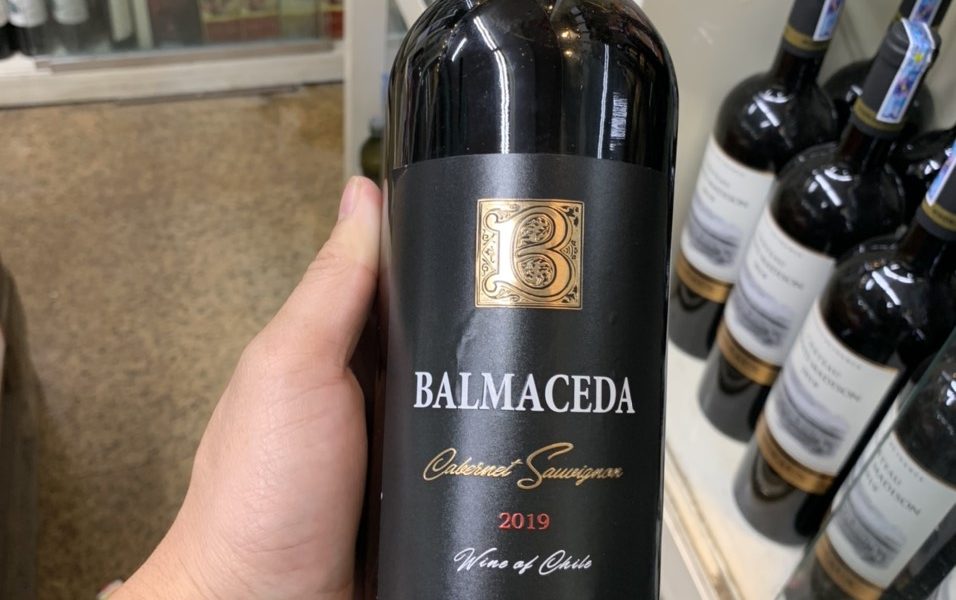 B
BALMACEDA
Cabernet Sauvignon
2019
Wine of Chile